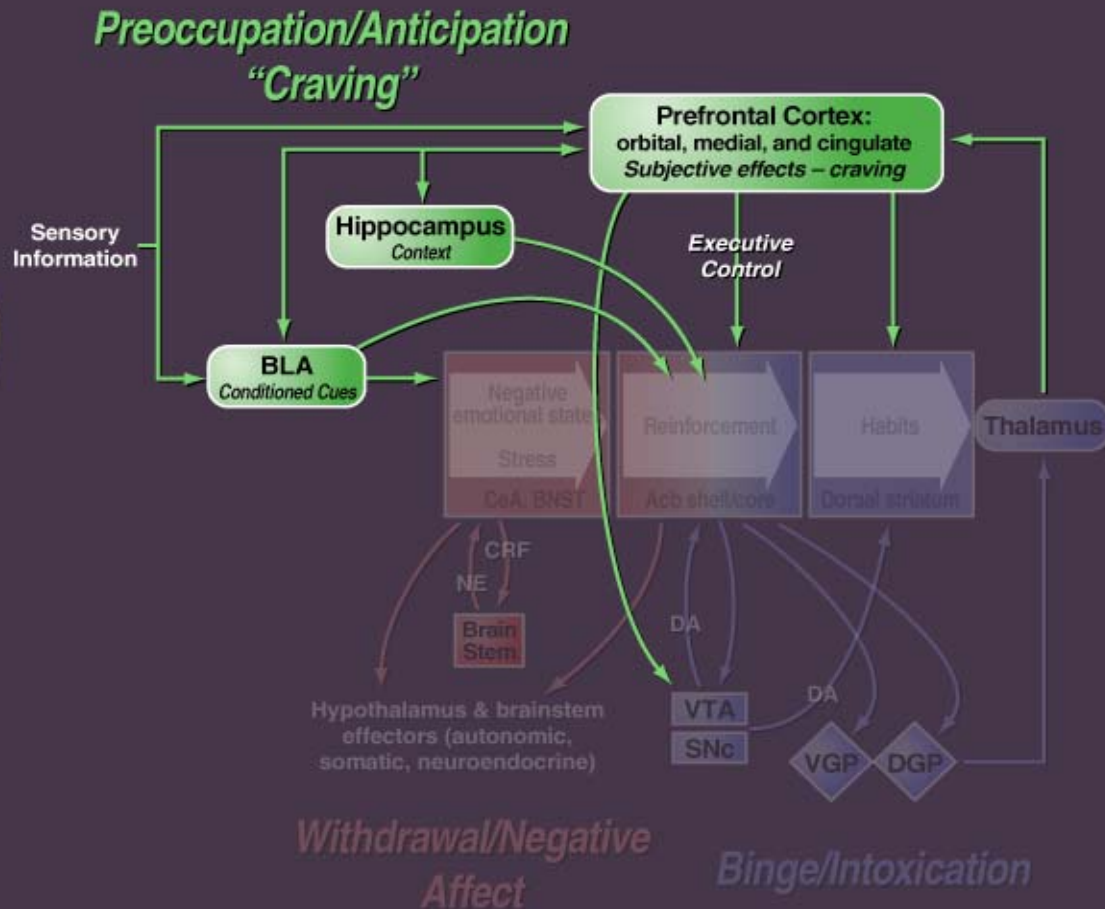 Preoccupation/Anticipation
“Craving”
Prefrontal Cortex:
orbital, medial, and cingulate
Subjective effects – craving
Sensory
Information
Hippocampus
Context
Executive
Control
BLA
Conditioned Cues
Negative
emotional state
Stress
CeA, BNST
Reinforcement
Acb shell/core
Habits
Dorsal striatum
Thalamus
CRF
NE
Brain
Stem
DA
DA
Hypothalamus & brainstem
effectors (autonomic,
somatic, neuroendocrine)
VTA
SNc
VGP
DGP
Withdrawal/Negative
Affect
Binge/Intoxication